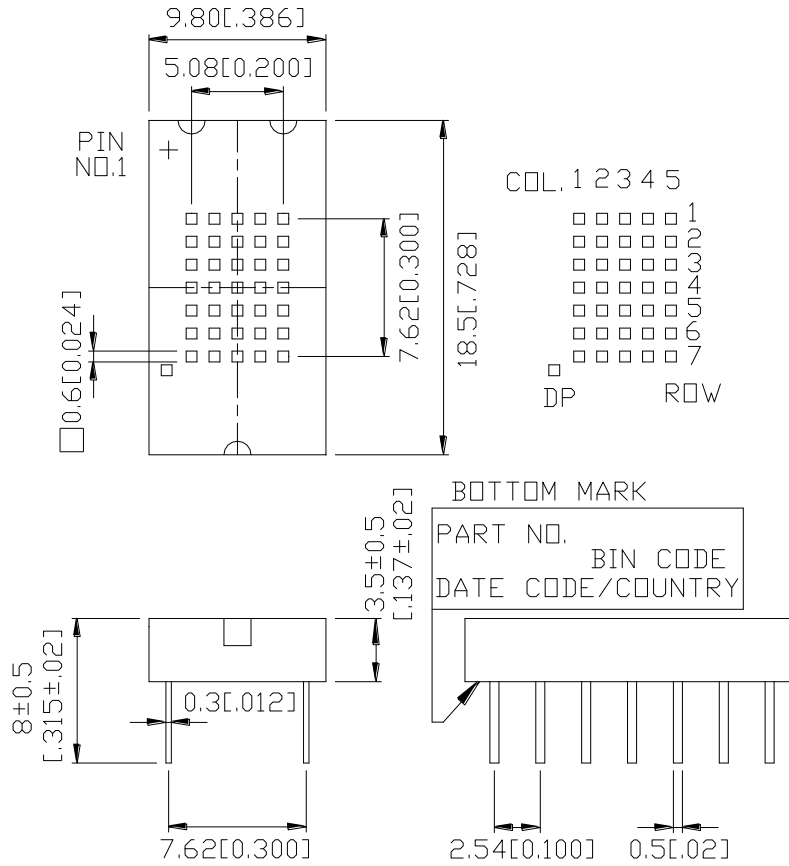 9.80[.386]
5.08[0.200]
PIN
NO.1
+
7.62[0.300]
18.5[.728]
□0.6[0.024]
COL. 1 2 3 4 5
1
2
3
4
5
6
7
DP
ROW
BOTTOM MARK
PART NO.
BIN CODE
DATE CODE/COUNTRY
3.5±0.5
[.137±.02]
8±0.5
[.315±.02]
0.3[.012]
7.62[0.300]
2.54[0.100]
0.5[.02]